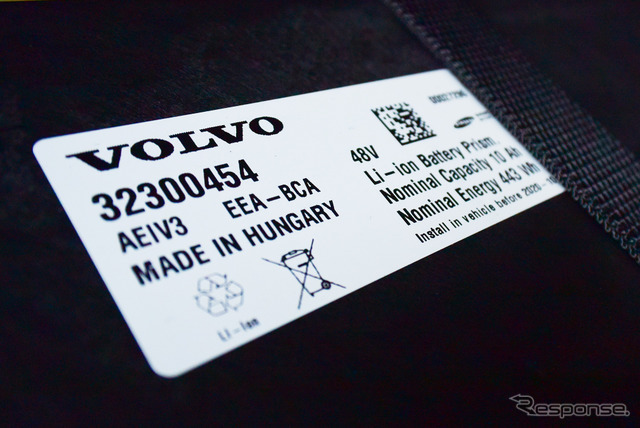 VOLVO
32300454
AEIV3 EEA-BCA
MADE IN HUNGARY
Li-ion
48V
Li-ion Battery Prism.
Nominal Capacity 10 Ah
Nominal Energy 443 Wh
Install in vehicle before 2020-
Response.